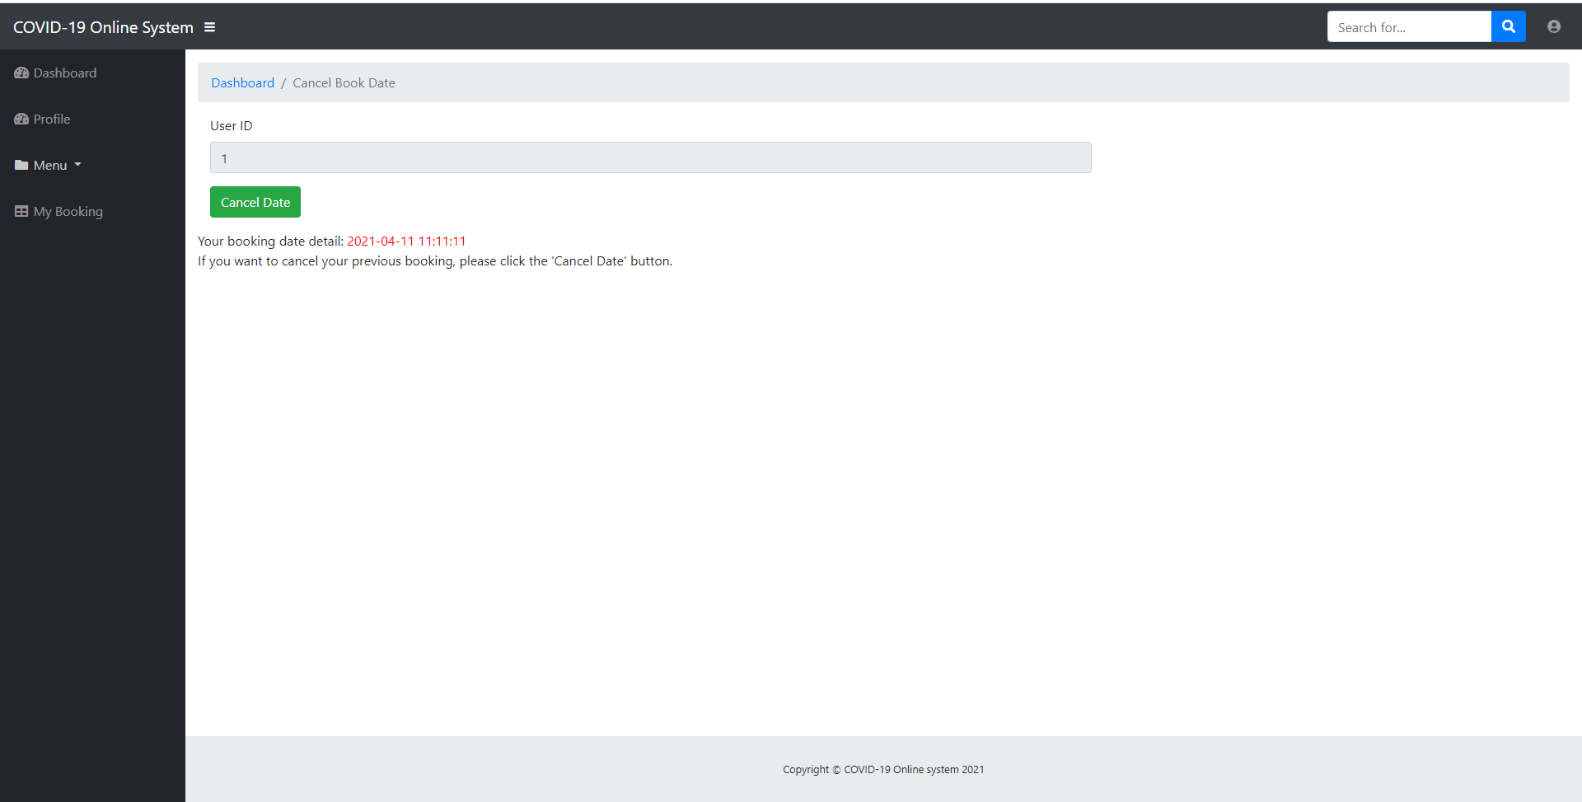 COVID-19 Online System
Search for...
Dashboard
Profile
Menu
My Booking
Dashboard / Cancel Book Date
User ID
1
Cancel Date
Your booking date detail: 2021-04-11 11:11:11
If you want to cancel your previous booking, please click the 'Cancel Date' button.
Copyright © COVID-19 Online system 2021